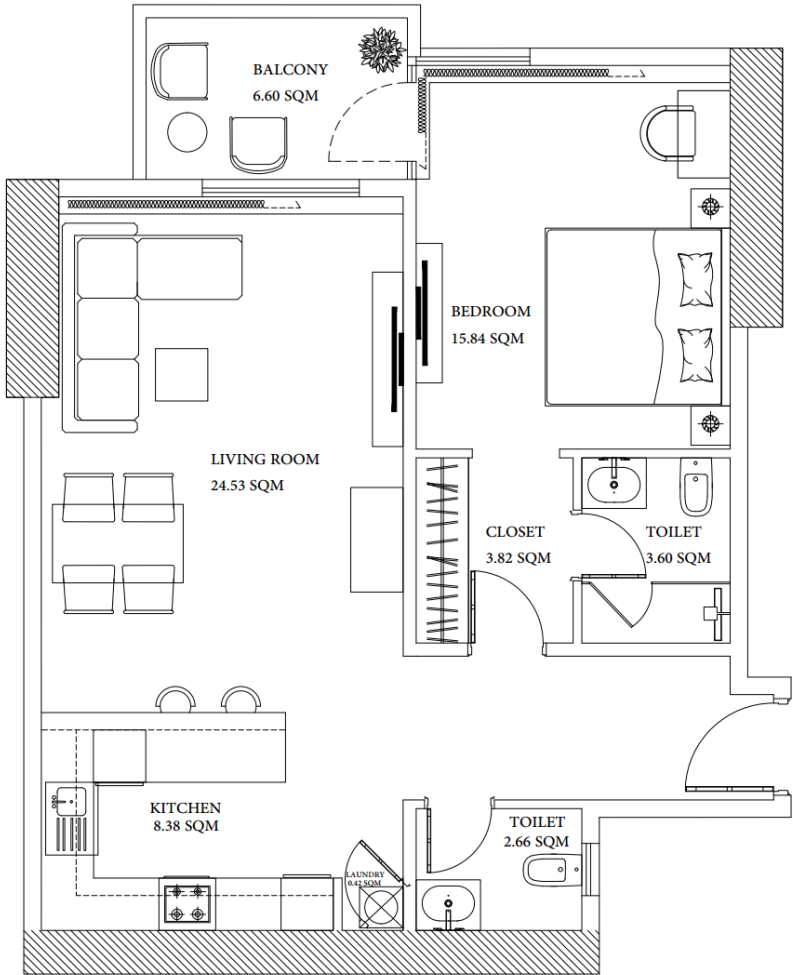 BALCONY
6.60 SQM
BEDROOM
15.84 SQM
LIVING ROOM
24.53 SQM
CLOSET
3.82 SQM
TOILET
3.60 SQM
KITCHEN
8.38 SQM
TOILET
2.66 SQM
LAUNDRY
0.42 SQM